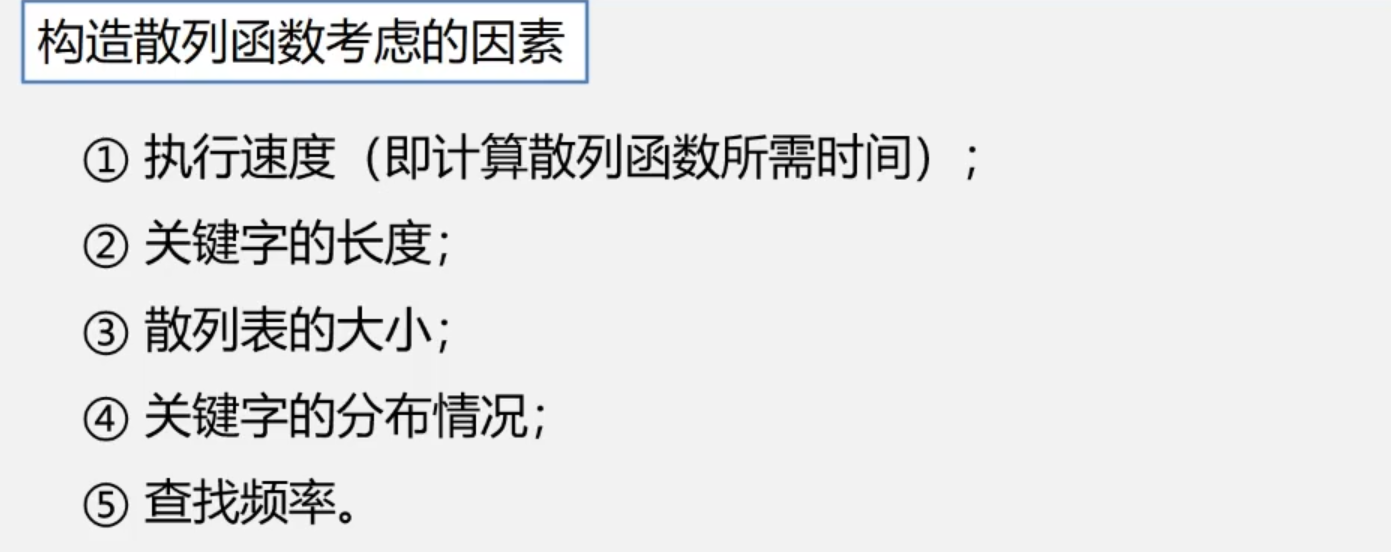 构造散列函数考虑的因素
① 执行速度（即计算散列函数所需时间）;
② 关键字的长度;
③ 散列表的大小;
④ 关键字的分布情况;
⑤ 查找频率。